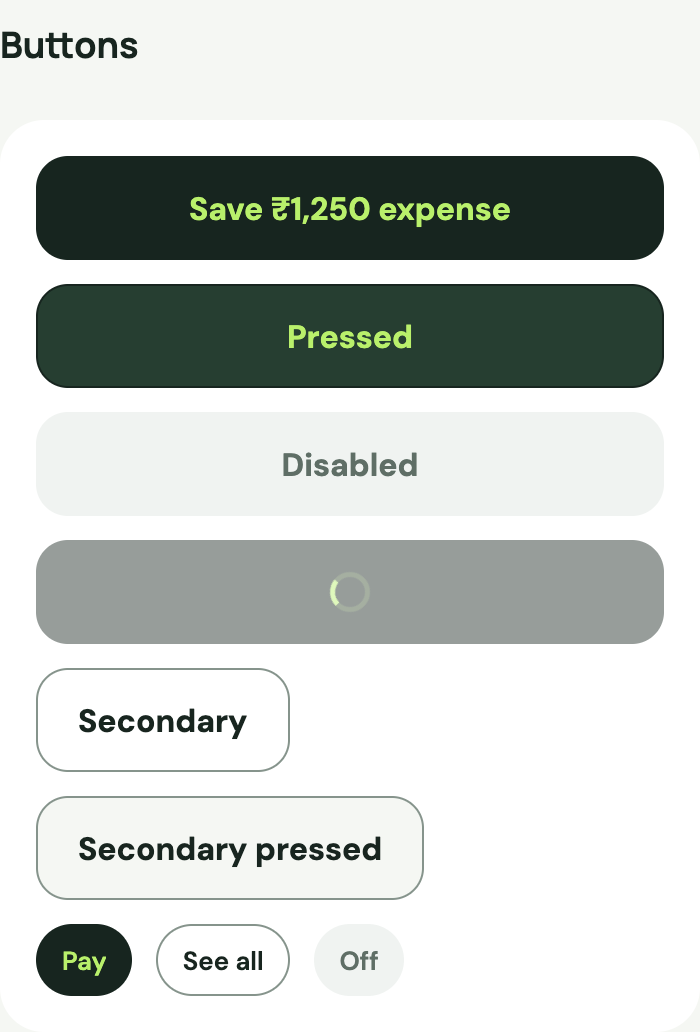 Buttons
Save ₹1,250 expense
Pressed
Disabled
Secondary
Secondary pressed
Pay See all Off